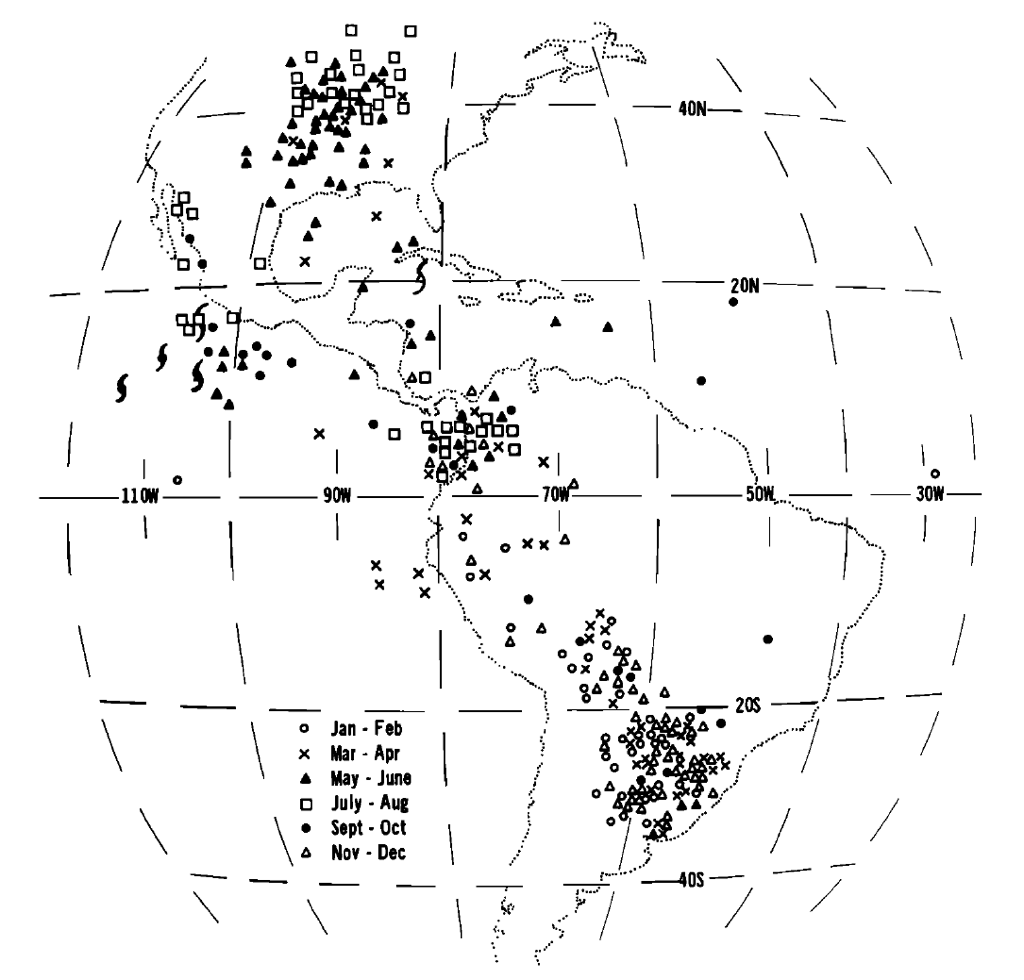 40N
20N
110W 90W 70W 50W 30W
20S
Jan - Feb
Mar - Apr
May - June
July - Aug
Sept - Oct
Nov - Dec
40S